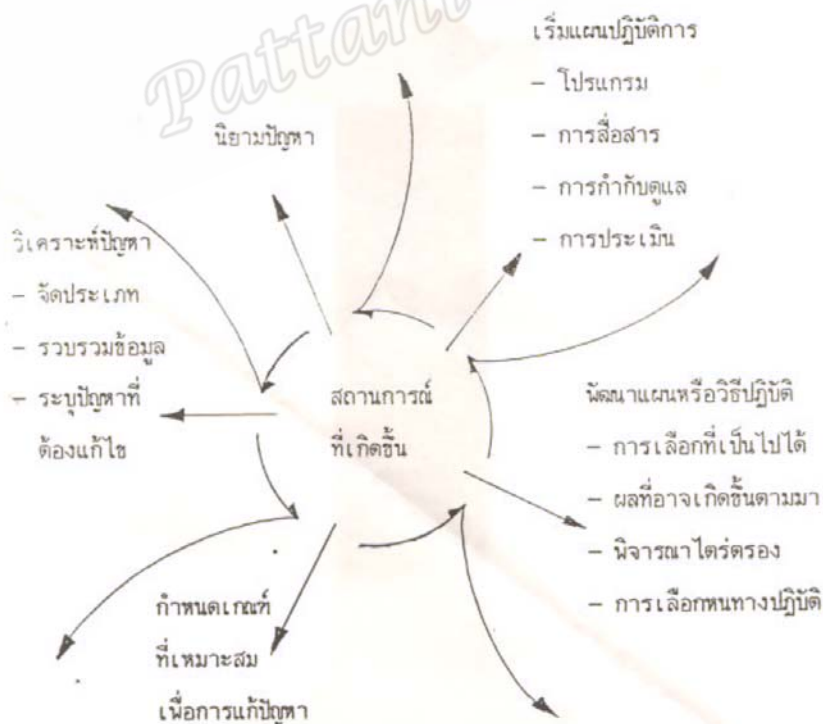 Pattani
เริ่มแผนปฏิบัติการ
- โปรแกรม
- การสื่อสาร
- การกำกับดูแล
- การประเมิน
นิยามปัญหา
วิเคราะห์ปัญหา
- จัดประเภท
- รวบรวมข้อมูล
- ระบุปัญหาที่
ต้องแก้ไข
สถานการณ์
ที่เกิดขึ้น
พัฒนาแผนหรือวิธีปฏิบัติ
- การเลือกที่เป็นไปได้
- ผลที่อาจเกิดขึ้นตามมา
- พิจารณาไตร่ตรอง
- การเลือกหนทางปฏิบัติ
กำหนดเกณฑ์
ที่เหมาะสม
เพื่อการแก้ปัญหา